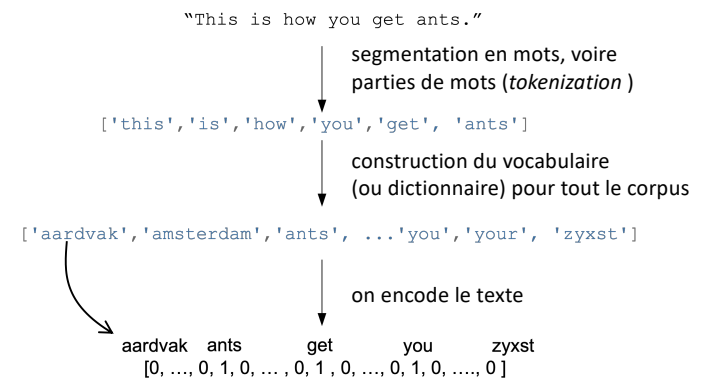 “This is how you get ants.”
segmentation en mots, voire
parties de mots (tokenization )
['this','is','how','you','get', 'ants']
construction du vocabulaire
(ou dictionnaire) pour tout le corpus
['aardvak','amsterdam','ants', ...'you','your', 'zyxst']
on encode le texte
aardvak ants get you zyxst
[0, …, 0, 1, 0, … , 0, 1 , 0, …, 0, 1, 0, …., 0 ]